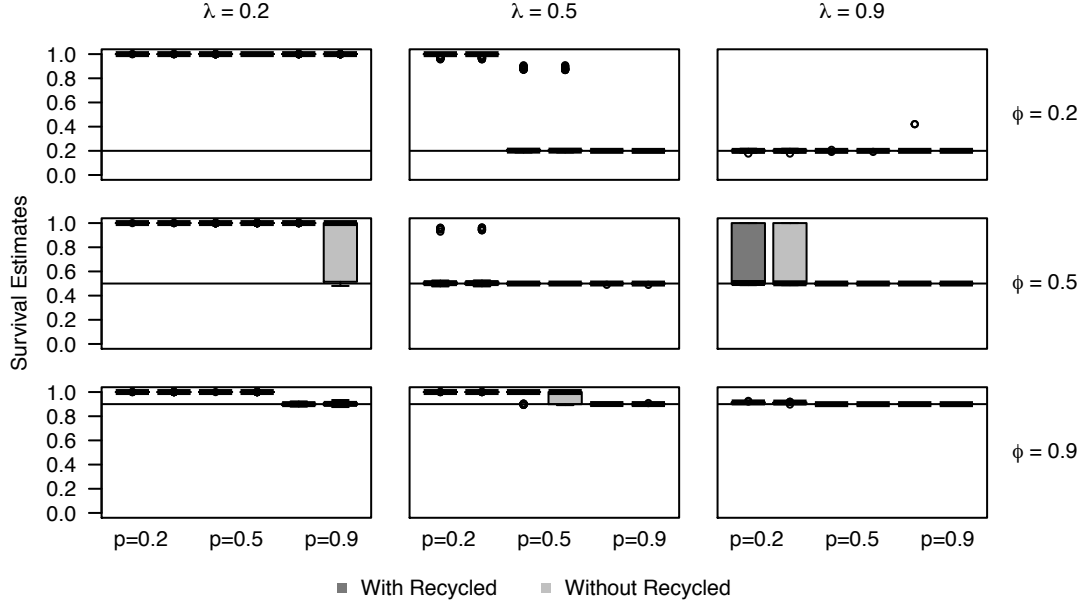 λ = 0.2 λ = 0.5 λ = 0.9
Survival Estimates
1.0
0.8
0.6
0.4
0.2
0.0
ϕ = 0.2
1.0
0.8
0.6
0.4
0.2
0.0
ϕ = 0.5
1.0
0.8
0.6
0.4
0.2
0.0
ϕ = 0.9
p=0.2 p=0.5 p=0.9 p=0.2 p=0.5 p=0.9 p=0.2 p=0.5 p=0.9
With Recycled Without Recycled